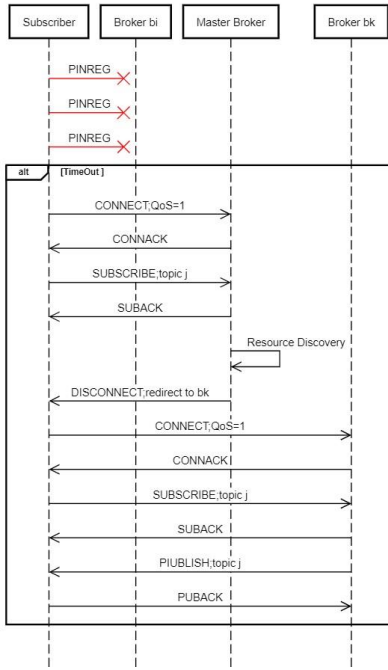 Subscriber
Broker bi
Master Broker
Broker bk
PINREG
PINREG
PINREG
alt
[TimeOut ]
CONNECT;QoS=1
CONNACK
SUBSCRIBE;topic j
SUBACK
Resource Discovery
DISCONNECT;redirect to bk
CONNECT;QoS=1
CONNACK
SUBSCRIBE;topic j
SUBACK
PIUBLISH;topic j
PUBACK